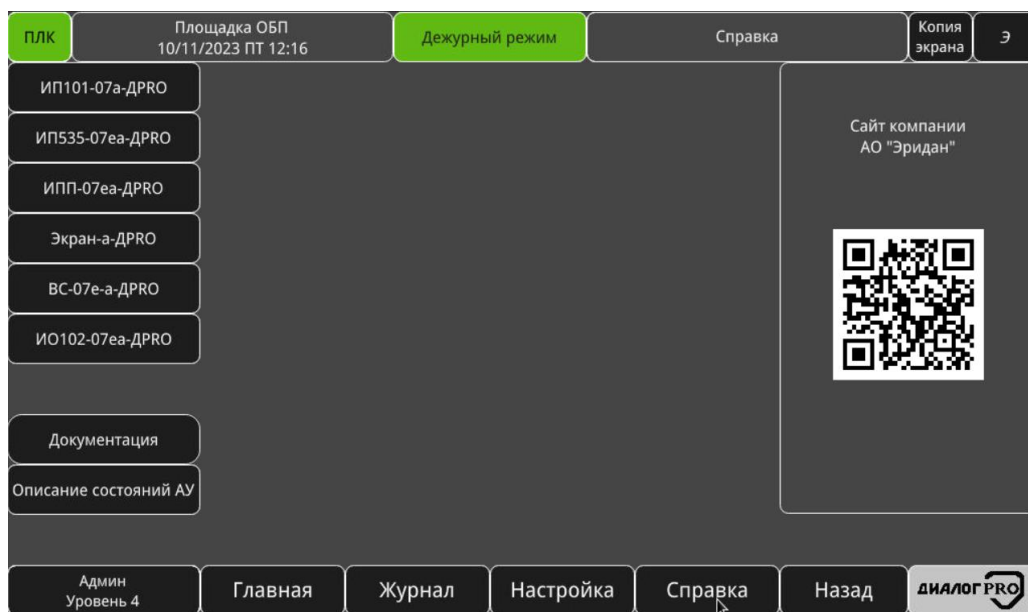 ПЛК
Площадка ОБП
10/11/2023 ПТ 12:16
Дежурный режим
Справка
Копия
экрана
Э
ИП101-07а-ДPRO
ИП535-07еа-ДPRO
ИПП-07еа-ДPRO
Экран-а-ДPRO
ВС-07е-а-ДPRO
ИО102-07еа-ДPRO
Документация
Описание состояний АУ
Сайт компании
АО "Эридан"
Админ
Уровень 4
Главная
Журнал
Настройка
Справка
Назад
ДИАЛОГ PRO